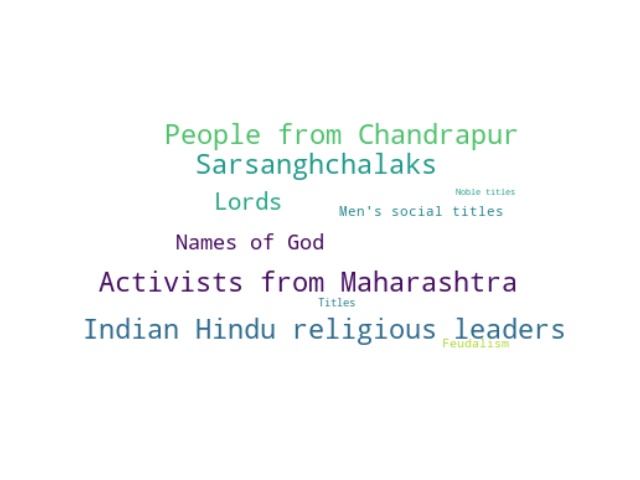 People from Chandrapur
Sarsanghchalaks
Noble titles
Lords
Men's social titles
Names of God
Activists from Maharashtra
Titles
Indian Hindu religious leaders
Feudalism